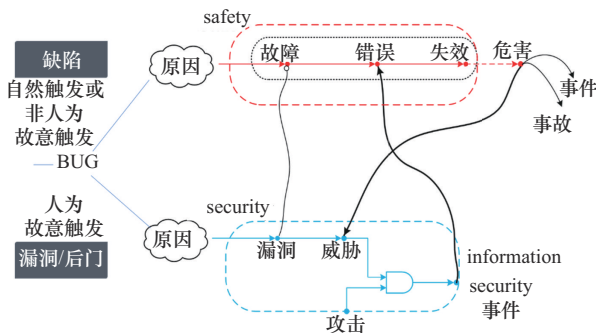 safety
缺陷
原因
故障
错误
失效
危害
自然触发或
非人为
故意触发
事件
事故
BUG
人为
故意触发
漏洞/后门
原因
security
漏洞
威胁
攻击
information
security
事件